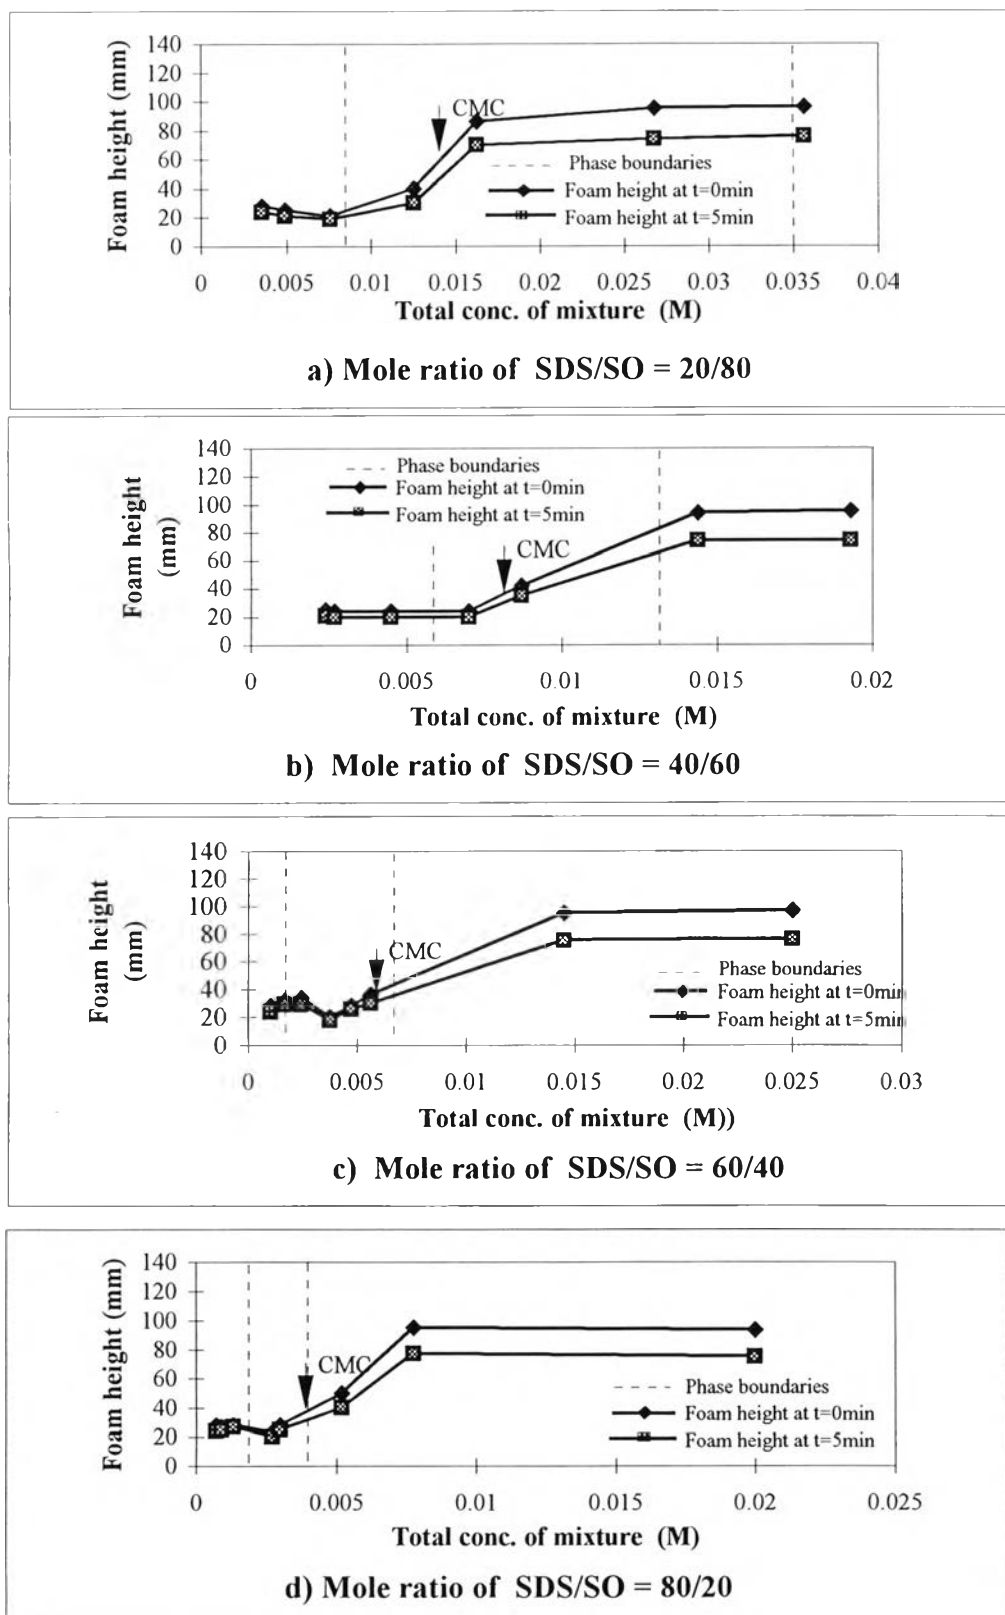 Foam height (mm)
140
120
100
80
60
40
20
0
CMC
Phase boundaries
Foam height at t=0min
Foam height at t=5min
0 0.005 0.01 0.015 0.02 0.025 0.03 0.035 0.04
Total conc. of mixture (M)
a) Mole ratio of SDS/SO = 20/80
Foam height
(mm)
140
120
100
80
60
40
20
0
Phase boundaries
Foam height at t=0min
Foam height at t=5min
CMC
0 0.005 0.01 0.015 0.02
Total conc. of mixture (M)
b) Mole ratio of SDS/SO = 40/60
Foam height
(mm)
140
120
100
80
60
40
20
0
CMC
Phase boundaries
Foam height at t=0min
Foam height at t=5min
0 0.005 0.01 0.015 0.02 0.025 0.03
Total conc. of mixture (M))
c) Mole ratio of SDS/SO = 60/40
Foam height (mm)
140
120
100
80
60
40
20
0
CMC
Phase boundaries
Foam height at t=0min
Foam height at t=5min
0 0.005 0.01 0.015 0.02 0.025
Total conc. of mixture (M)
d) Mole ratio of SDS/SO = 80/20